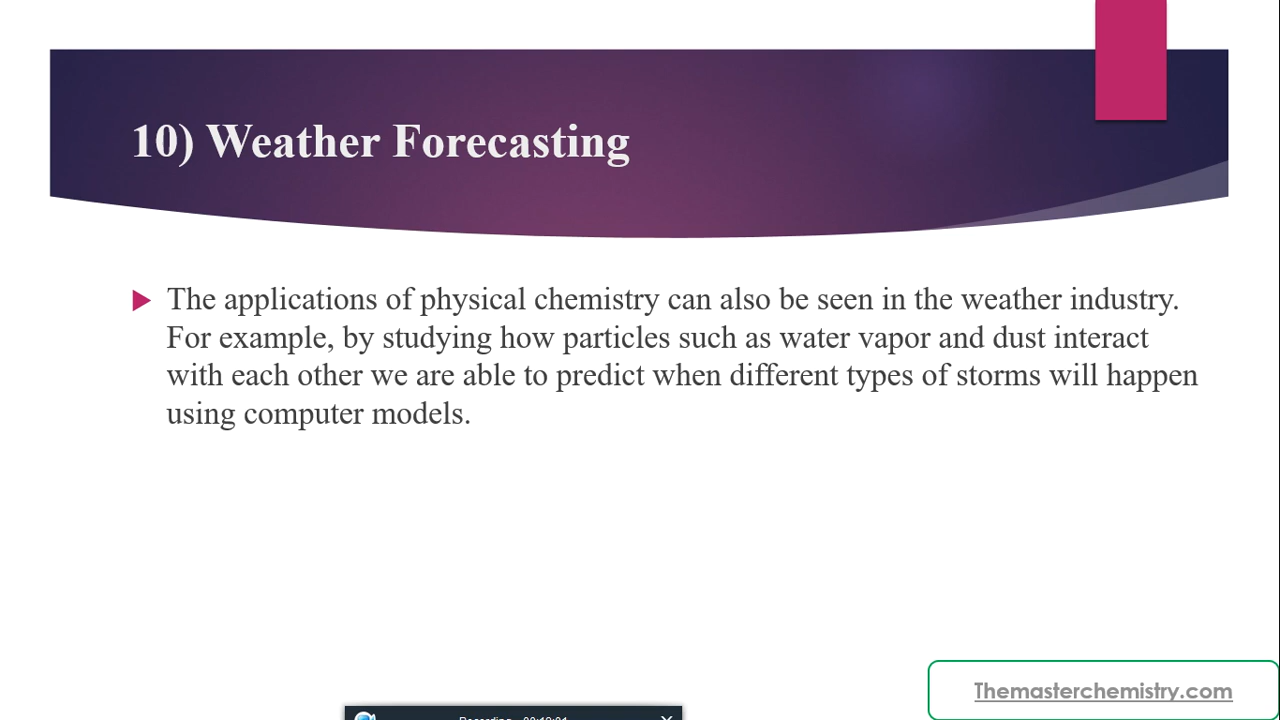 10) Weather Forecasting
The applications of physical chemistry can also be seen in the weather industry.
For example, by studying how particles such as water vapor and dust interact
with each other we are able to predict when different types of storms will happen
using computer models.
Themasterchemistry.com